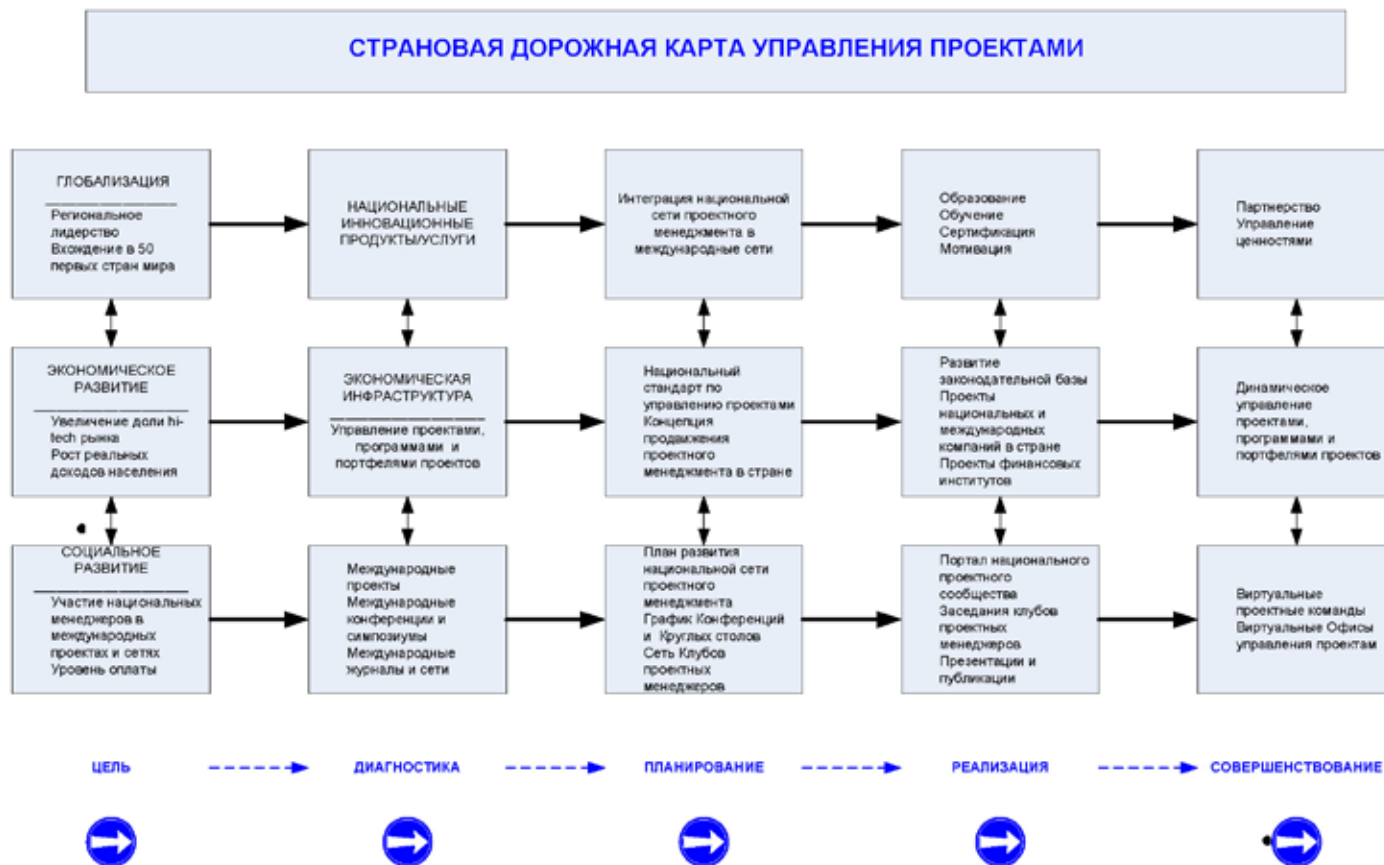 СТРАНОВАЯ ДОРОЖНАЯ КАРТА УПРАВЛЕНИЯ ПРОЕКТАМИ
ГЛОБАЛИЗАЦИЯ
Региональное
лидерство
Вхождение в 50
первых стран мира
НАЦИОНАЛЬНЫЕ
ИННОВАЦИОННЫЕ
ПРОДУКТЫ/УСЛУГИ
Интеграция национальной
сети проектного
менеджмента в
международные сети
Образование
Обучение
Сертификация
Мотивация
Партнерство
Управление
ценностями
ЭКОНОМИЧЕСКОЕ
РАЗВИТИЕ
Увеличение доли hi-
tech рынка
Рост реальных
доходов населения
ЭКОНОМИЧЕСКАЯ
ИНФРАСТРУКТУРА
Управление проектами,
программами и
портфелями проектов
Национальный
стандарт по
управлению проектами
Концепция
продвижения
проектного
менеджмента в стране
Развитие
законодательной базы
Проекты
национальных и
международных
компаний в стране
Проекты финансовых
институтов
Динамическое
управление
проектами,
программами и
портфелями проектов
СОЦИАЛЬНОЕ
РАЗВИТИЕ
Участие национальных
менеджеров в
международных
проектах и сетях
Уровень оплаты
Международные
проекты
Международные
конференции и
симпозиумы
Международные
журналы и сети
План развития
национальной сети
проектного
менеджмента
График Конференций
и Круглых столов
Сеть Клубов
проектных
менеджеров
Портал национального
проектного
сообщества
Заседания клубов
проектных
менеджеров
Презентации и
публикации
Виртуальные
проектные команды
Виртуальные Офисы
управления проектам
ЦЕЛЬ
ДИАГНОСТИКА
ПЛАНИРОВАНИЕ
РЕАЛИЗАЦИЯ
СОВЕРШЕНСТВОВАНИЕ